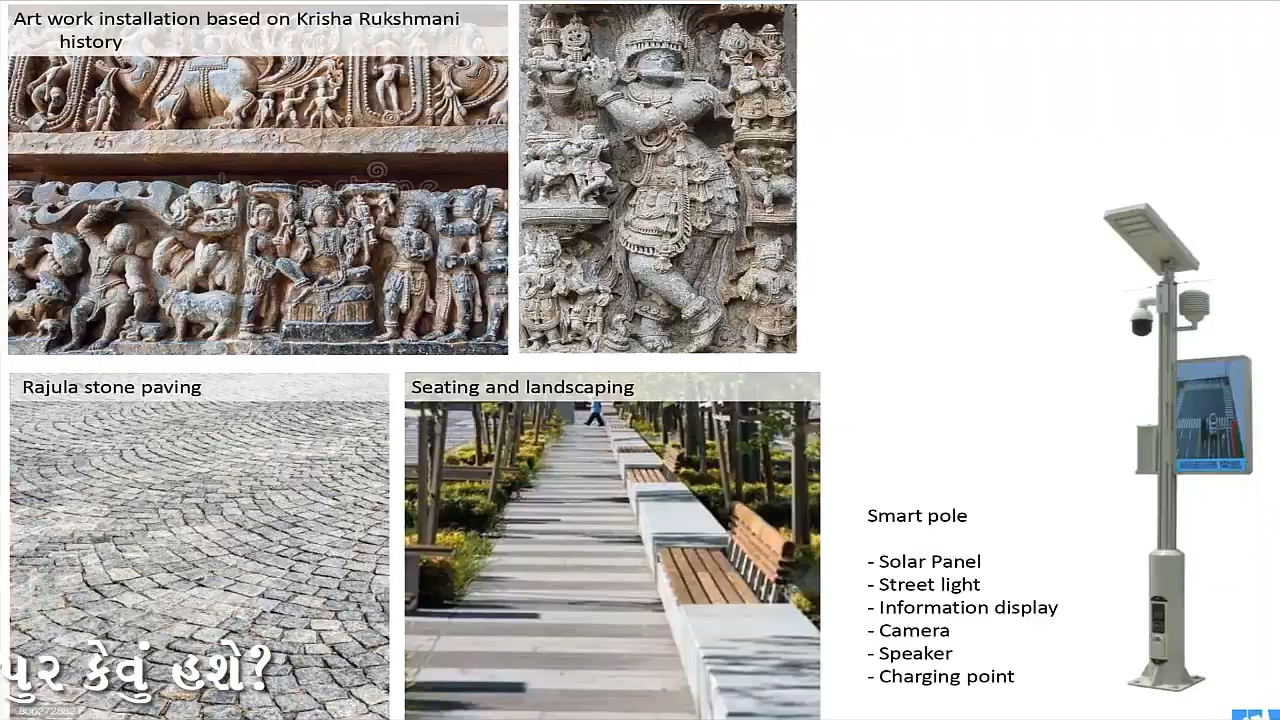 Art work installation based on Krisha Rukshmani
history
Rajula stone paving
Seating and landscaping
Smart pole
- Solar Panel
- Street light
- Information display
- Camera
- Speaker
- Charging point
પુર કેવું હશે?